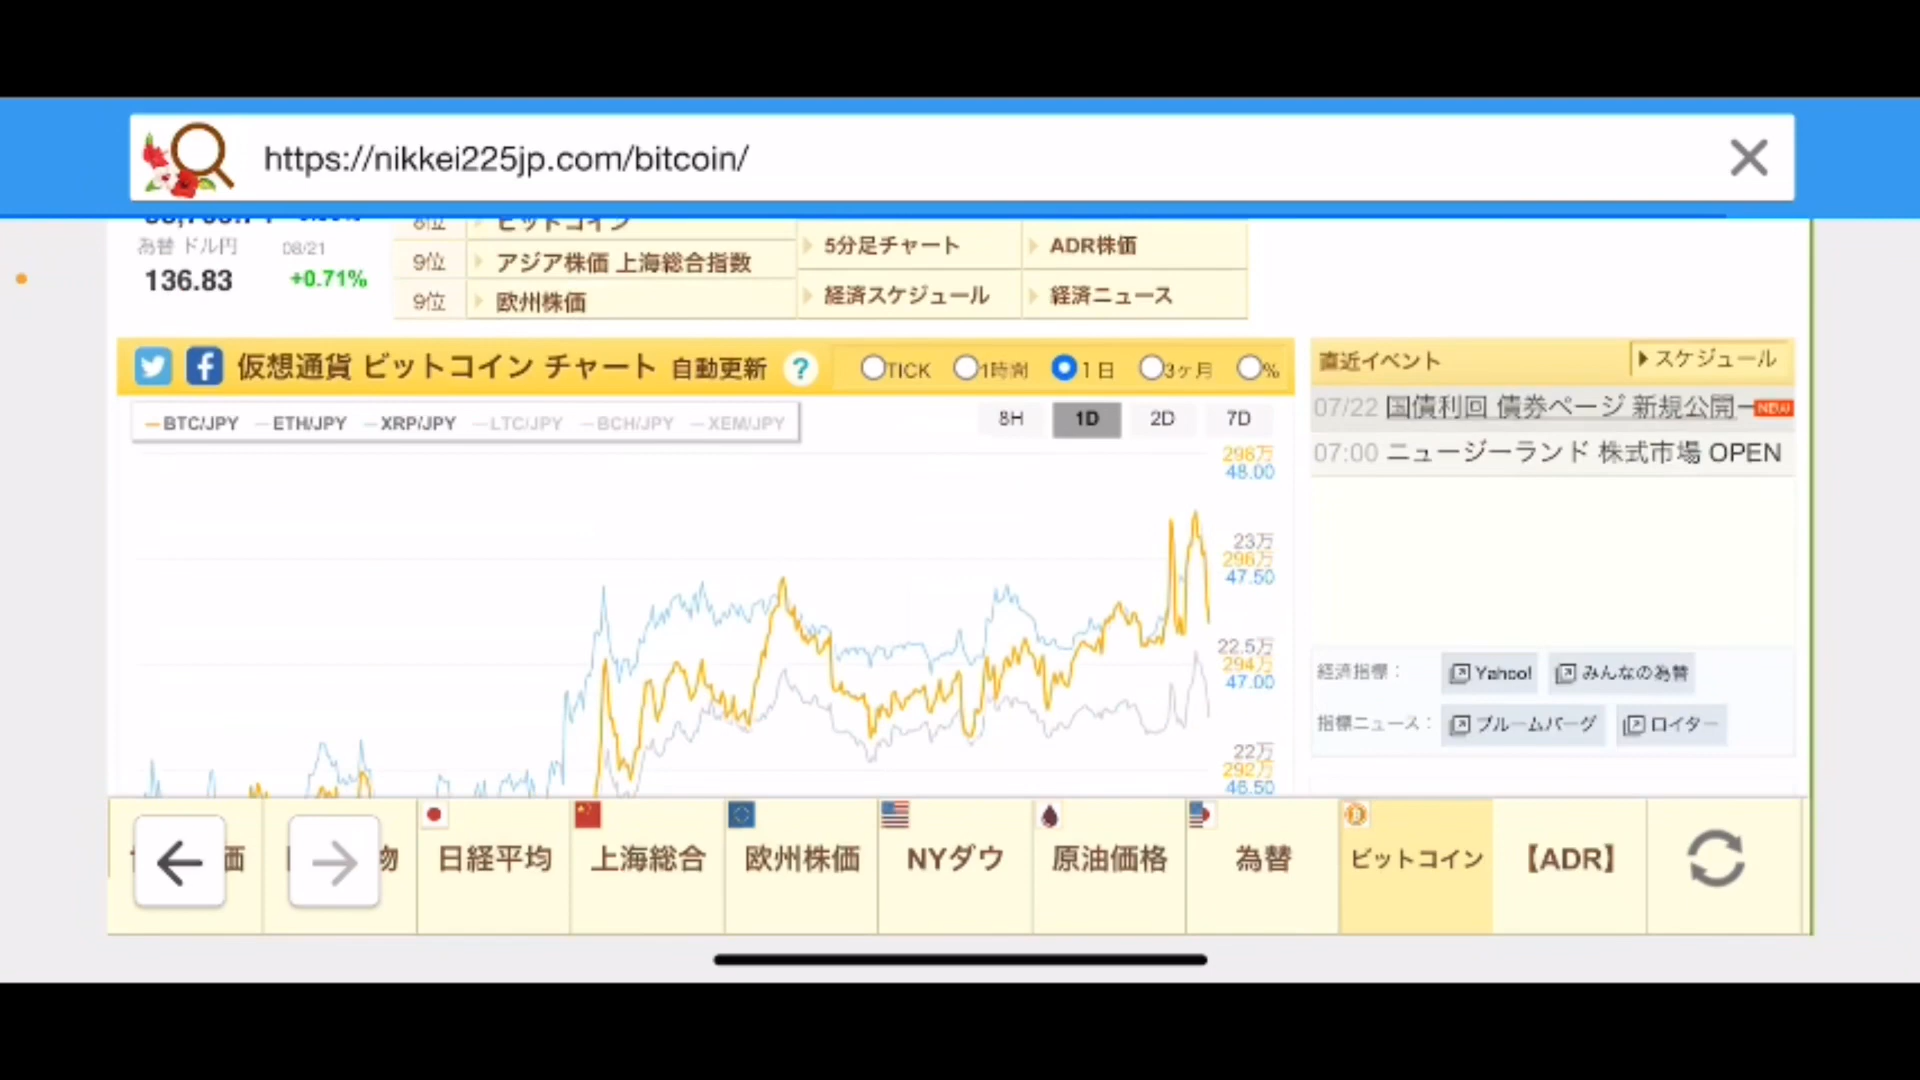 https://nikkei225jp.com/bitcoin/
為替 ドル円 08/21
136.83 +0.71%
8位 ビットコイン
9位 アジア株価 上海総合指数
9位 欧州株価
5分足チャート ADR株価
経済スケジュール 経済ニュース
仮想通貨 ビットコイン チャート 自動更新 ? TICK 1時間 1日 3ヶ月 %
BTC/JPY ETH/JPY XRP/JPY LTC/JPY BCH/JPY XEM/JPY
8H 1D 2D 7D
298万
48.00
23万
296万
47.50
22.5万
294万
47.00
22万
292万
46.50
直近イベント スケジュール
07/22 国債利回 債券ページ 新規公開 NEW
07:00 ニュージーランド 株式市場 OPEN
経済指標： Yahoo! みんなの為替
指標ニュース： ブルームバーグ ロイター
価 物 日経平均 上海総合 欧州株価 NYダウ 原油価格 為替 ビットコイン 【ADR】